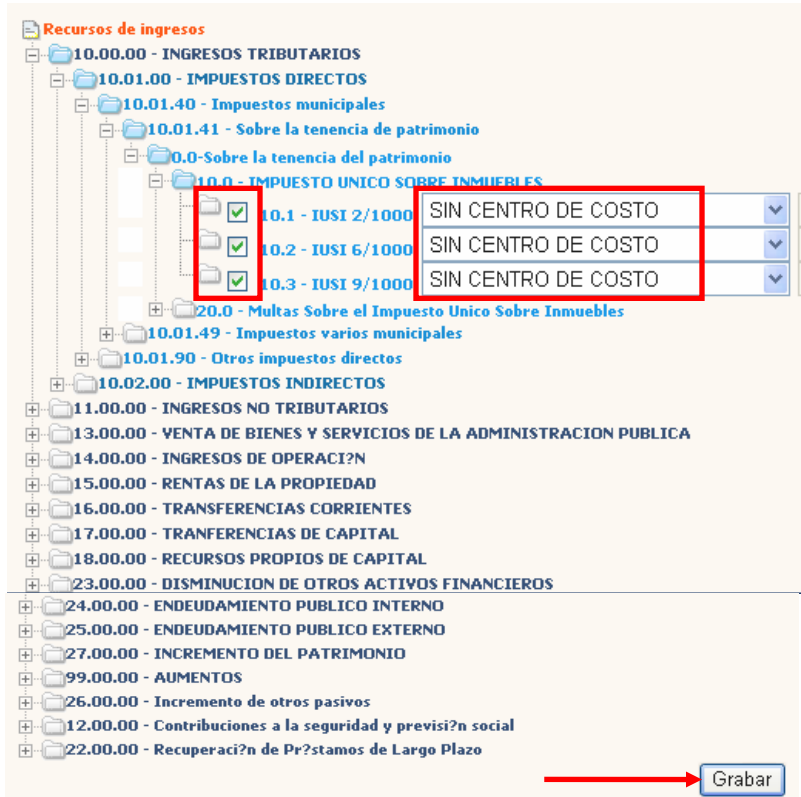 Recursos de ingresos
10.00.00 - INGRESOS TRIBUTARIOS
10.01.00 - IMPUESTOS DIRECTOS
10.01.40 - Impuestos municipales
10.01.41 - Sobre la tenencia de patrimonio
0.0-Sobre la tenencia del patrimonio
10.0 - IMPUESTO UNICO SOBRE INMUEBLES
10.1 - IUSI 2/1000 SIN CENTRO DE COSTO
10.2 - IUSI 6/1000 SIN CENTRO DE COSTO
10.3 - IUSI 9/1000 SIN CENTRO DE COSTO
20.0 - Multas Sobre el Impuesto Unico Sobre Inmuebles
10.01.49 - Impuestos varios municipales
10.01.90 - Otros impuestos directos
10.02.00 - IMPUESTOS INDIRECTOS
11.00.00 - INGRESOS NO TRIBUTARIOS
13.00.00 - VENTA DE BIENES Y SERVICIOS DE LA ADMINISTRACION PUBLICA
14.00.00 - INGRESOS DE OPERACI?N
15.00.00 - RENTAS DE LA PROPIEDAD
16.00.00 - TRANSFERENCIAS CORRIENTES
17.00.00 - TRANFERENCIAS DE CAPITAL
18.00.00 - RECURSOS PROPIOS DE CAPITAL
23.00.00 - DISMINUCION DE OTROS ACTIVOS FINANCIEROS
24.00.00 - ENDEUDAMIENTO PUBLICO INTERNO
25.00.00 - ENDEUDAMIENTO PUBLICO EXTERNO
27.00.00 - INCREMENTO DEL PATRIMONIO
99.00.00 - AUMENTOS
26.00.00 - Incremento de otros pasivos
12.00.00 - Contribuciones a la seguridad y previsi?n social
22.00.00 - Recuperaci?n de Pr?stamos de Largo Plazo
Grabar